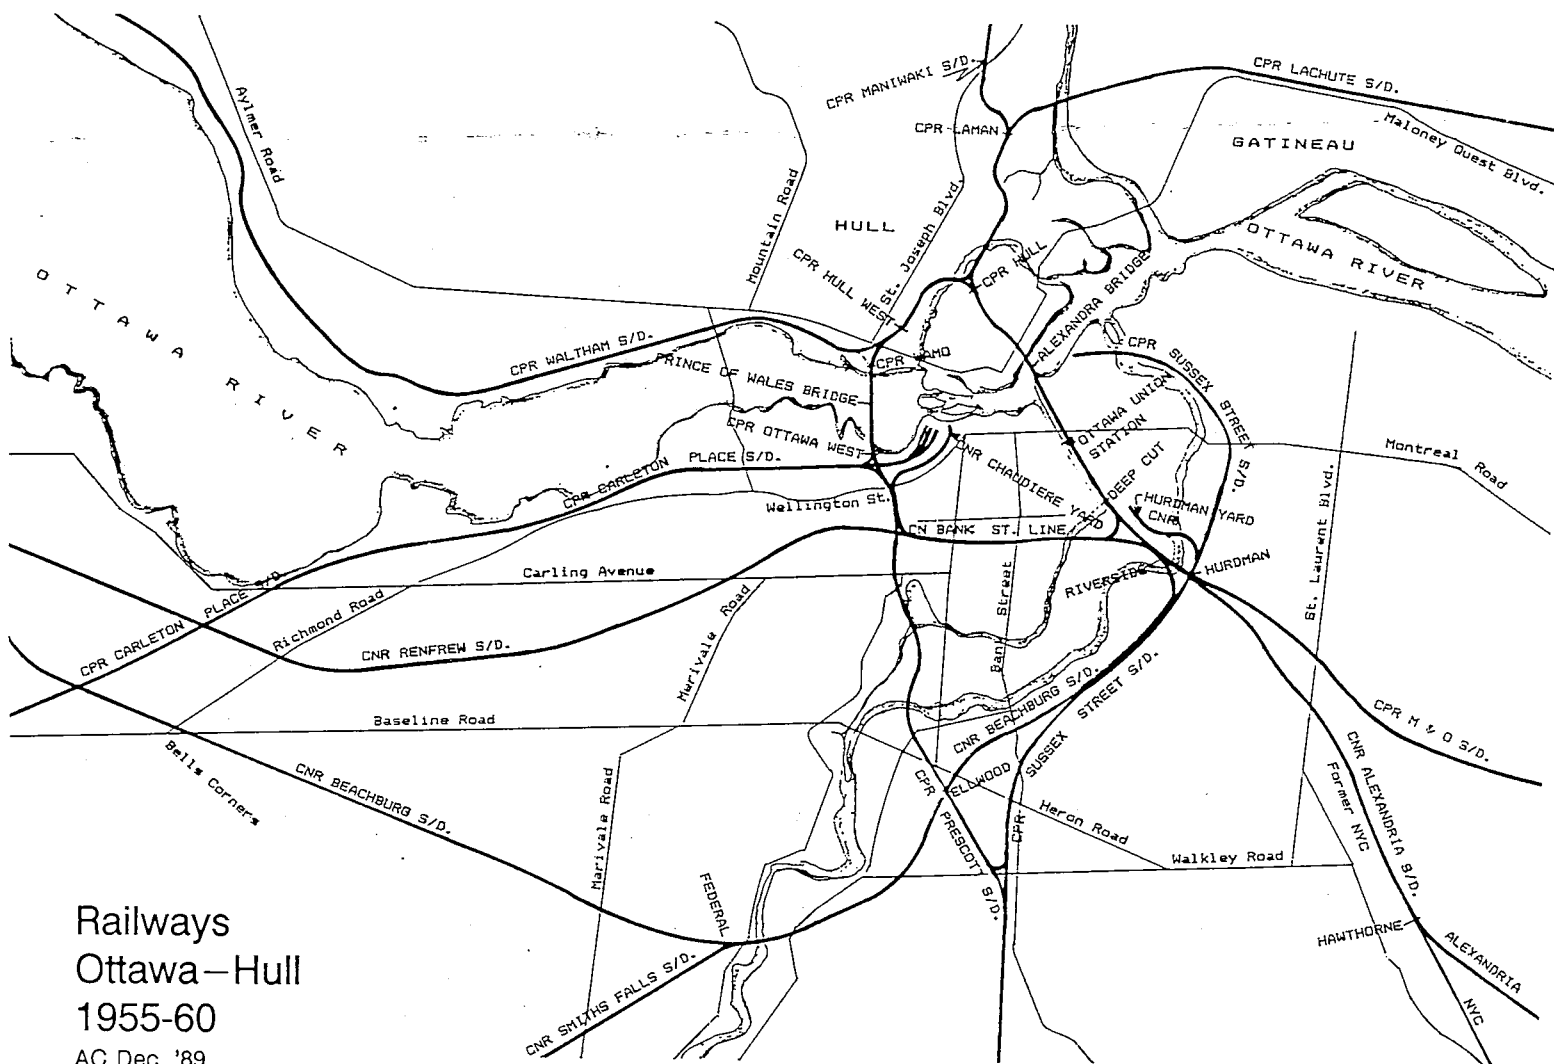 CPR MANIWAKI S/D.
CPR LACHUTE S/D.
Aylmer Road
CPR LAMAN
Maloney Ouest Blvd.
GATINEAU
Mountain Road
HULL
St. Joseph Blvd.
OTTAWA RIVER
CPR HULL
CPR HULL WEST
ALEXANDRA BRIDGE
OTTAWA RIVER
CPR WALTHAM S/D.
PRINCE OF WALES BRIDGE
CPR
SUSSEX STREET S/D.
OTTAWA UNION
STATION
CPR OTTAWA WEST
PLACE S/D.
CPR CARLETON
CNR CHAUDIERE YARD
DEEP CUT
Montreal Road
Wellington St.
HURDMAN YARD
CNR
CN BANK ST. LINE
St. Laurent Blvd.
HURDMAN
RIVERSIDE
Carling Avenue
CPR CARLETON PLACE S/D.
Richmond Road
Merivale Road
Bank Street
CNR RENFREW S/D.
CNR BEACHBURG S/D.
CPR SUSSEX STREET S/D.
Baseline Road
Bells Corners
CPR M & O S/D.
CNR BEACHBURG S/D.
CPR PRESCOTT S/D.
ELLWOOD
Heron Road
Former NYC
CNR ALEXANDRIA S/D.
Marivale Road
Walkley Road
FEDERAL
HAWTHORNE
ALEXANDRIA
NYC
CNR SMITHS FALLS S/D.
Railways
Ottawa–Hull
1955-60
AC Dec. '89